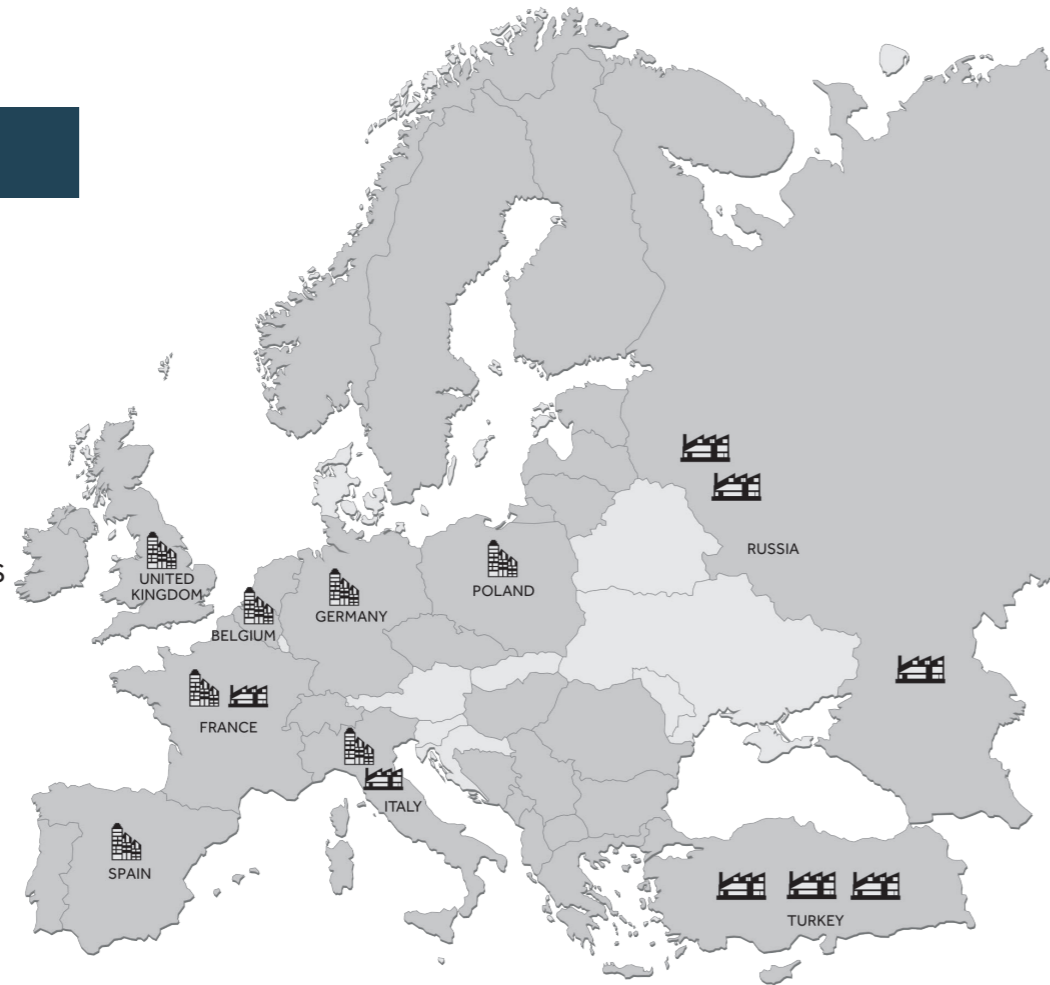 RUSSIA
S
UNITED
KINGDOM
POLAND
GERMANY
BELGIUM
FRANCE
ITALY
SPAIN
TURKEY